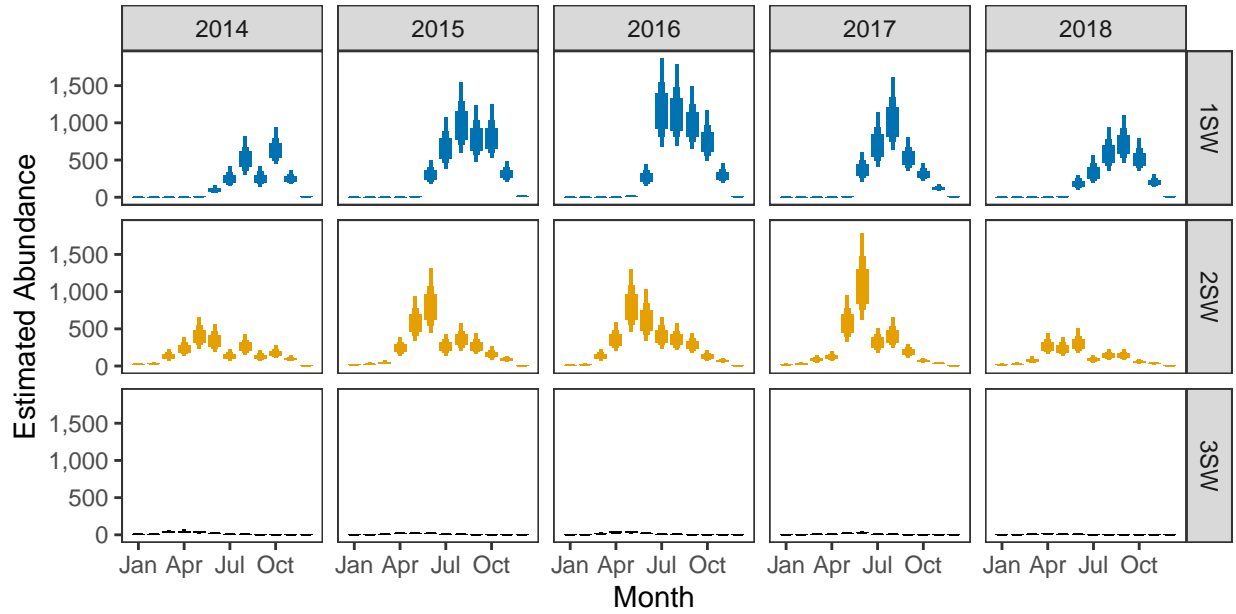 2014 2015 2016 2017 2018
1,500
1,000
500
0
1SW
1,500
1,000
500
0
2SW
1,500
1,000
500
0
3SW
Estimated Abundance
Jan Apr Jul Oct Jan Apr Jul Oct Jan Apr Jul Oct Jan Apr Jul Oct Jan Apr Jul Oct
Month